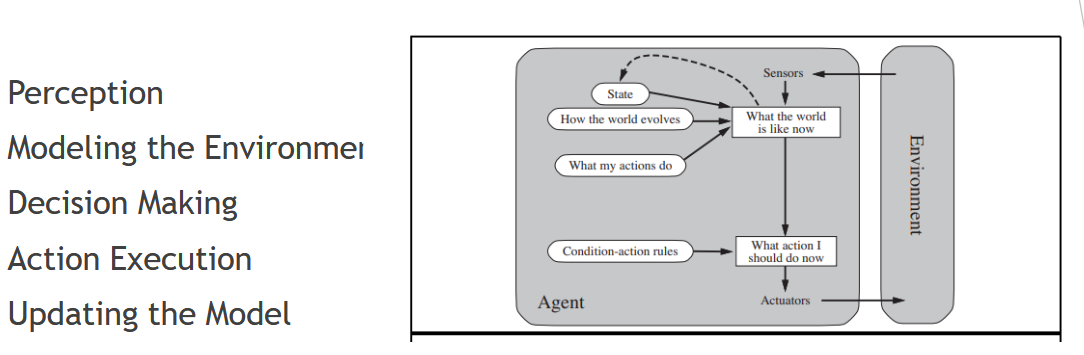 Perception
Modeling the Environmen
Decision Making
Action Execution
Updating the Model
Sensors
State
How the world evolves
What the world
is like now
What my actions do
Condition-action rules
What action I
should do now
Agent
Actuators
Environment